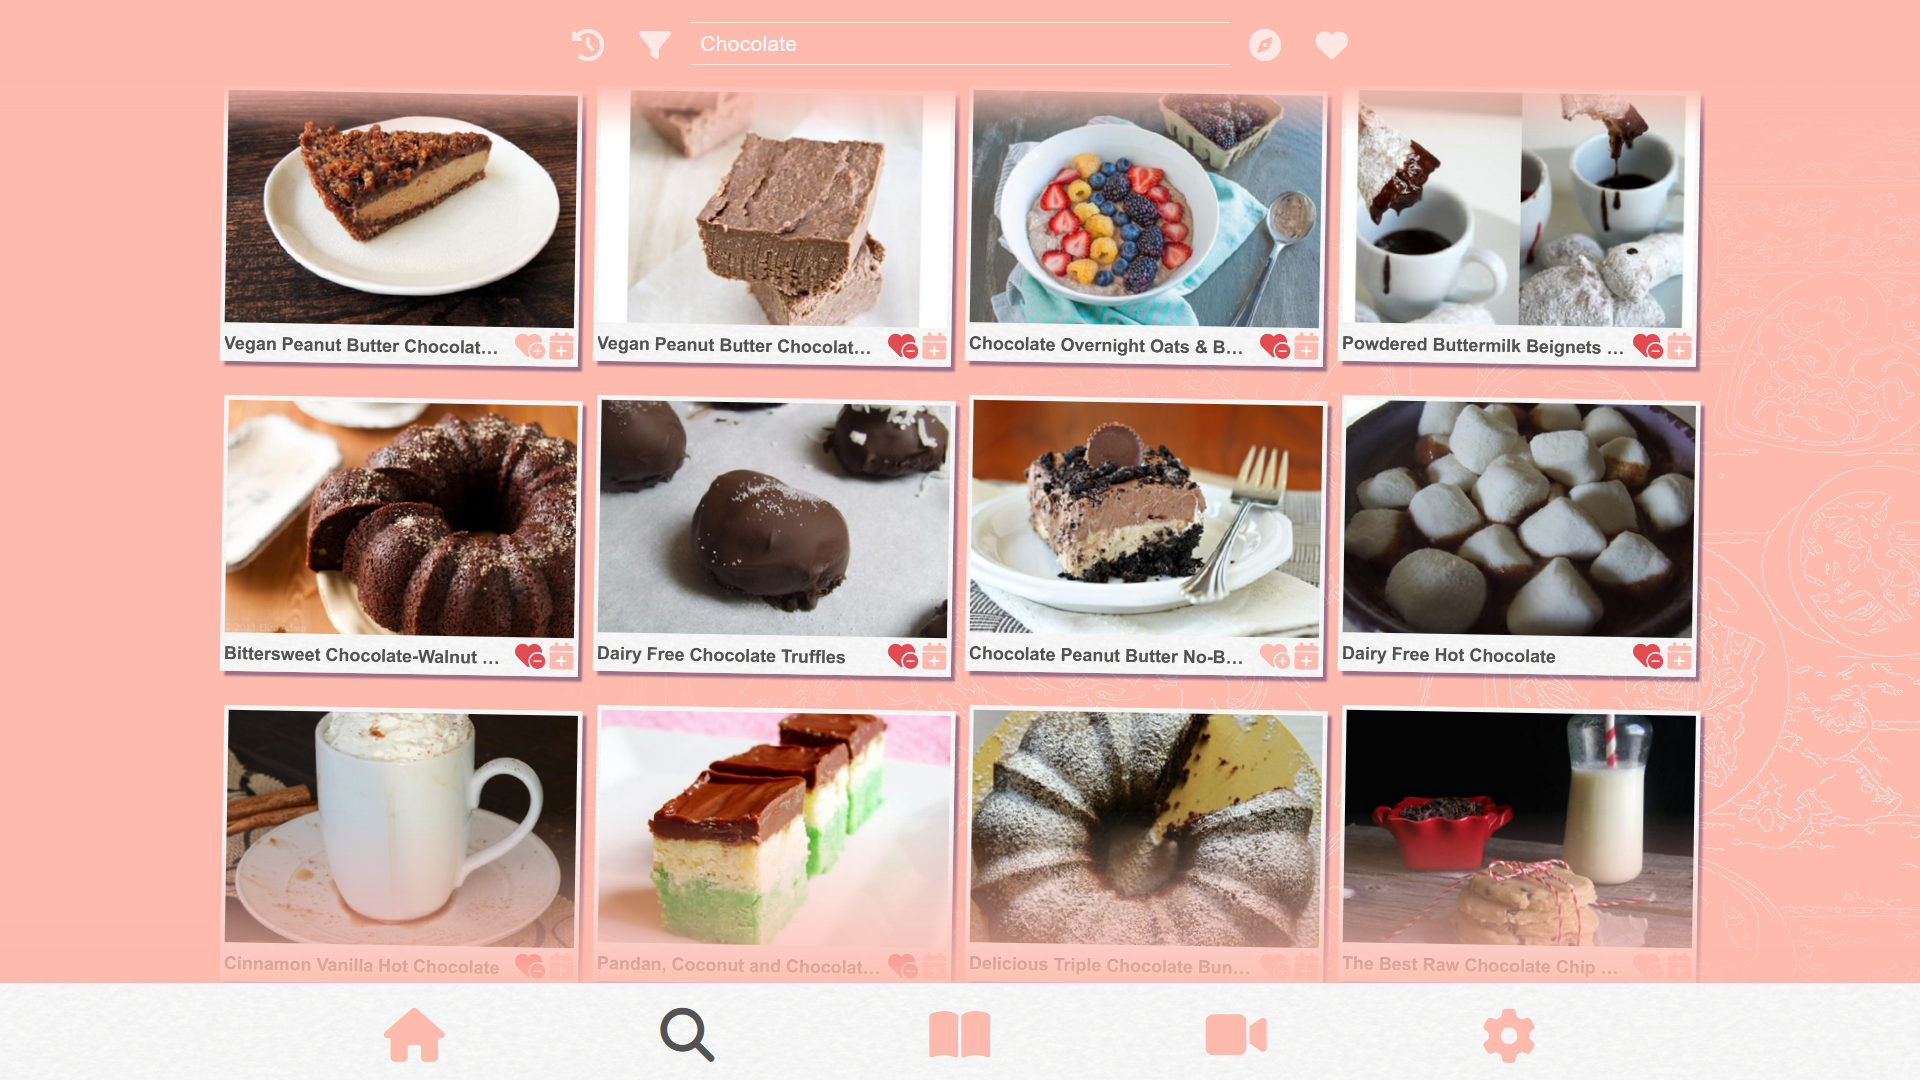 Chocolate
Vegan Peanut Butter Chocolat...
Vegan Peanut Butter Chocolat...
Chocolate Overnight Oats & B...
Powdered Buttermilk Beignets ...
Bittersweet Chocolate-Walnut ...
Dairy Free Chocolate Truffles
Chocolate Peanut Butter No-B...
Dairy Free Hot Chocolate
Cinnamon Vanilla Hot Chocolate
Pandan, Coconut and Chocolat...
Delicious Triple Chocolate Bun...
The Best Raw Chocolate Chip ...